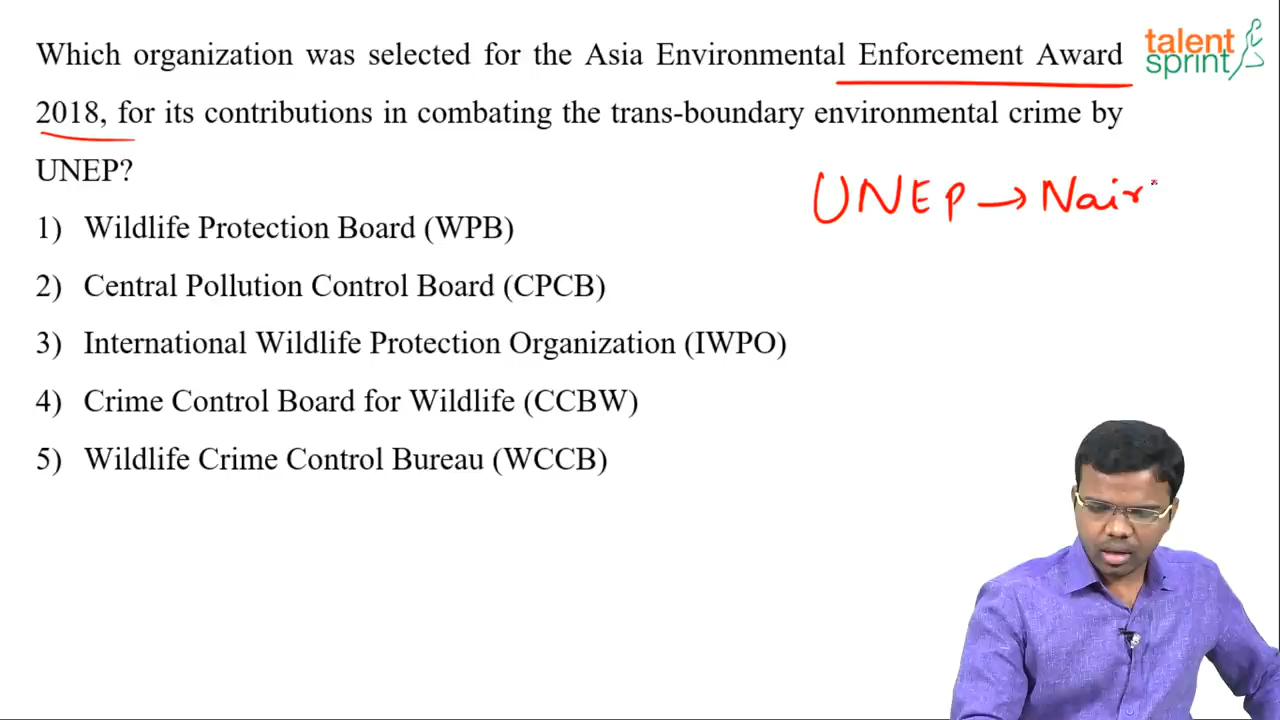 talent
sprint
Which organization was selected for the Asia Environmental Enforcement Award
2018, for its contributions in combating the trans-boundary environmental crime by
UNEP?
UNEP → Nair
1) Wildlife Protection Board (WPB)
2) Central Pollution Control Board (CPCB)
3) International Wildlife Protection Organization (IWPO)
4) Crime Control Board for Wildlife (CCBW)
5) Wildlife Crime Control Bureau (WCCB)